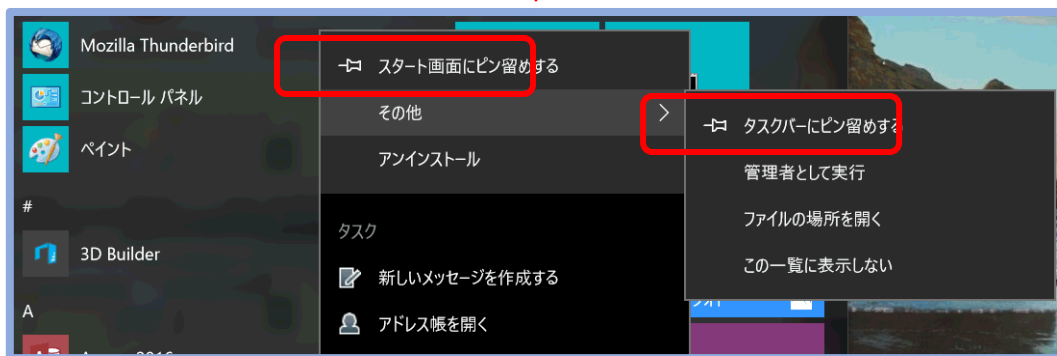 Mozilla Thunderbird
コントロール パネル
ペイント
#
3D Builder
A
スタート画面にピン留めする
その他
アンインストール
タスク
新しいメッセージを作成する
アドレス帳を開く
タスクバーにピン留めする
管理者として実行
ファイルの場所を開く
この一覧に表示しない